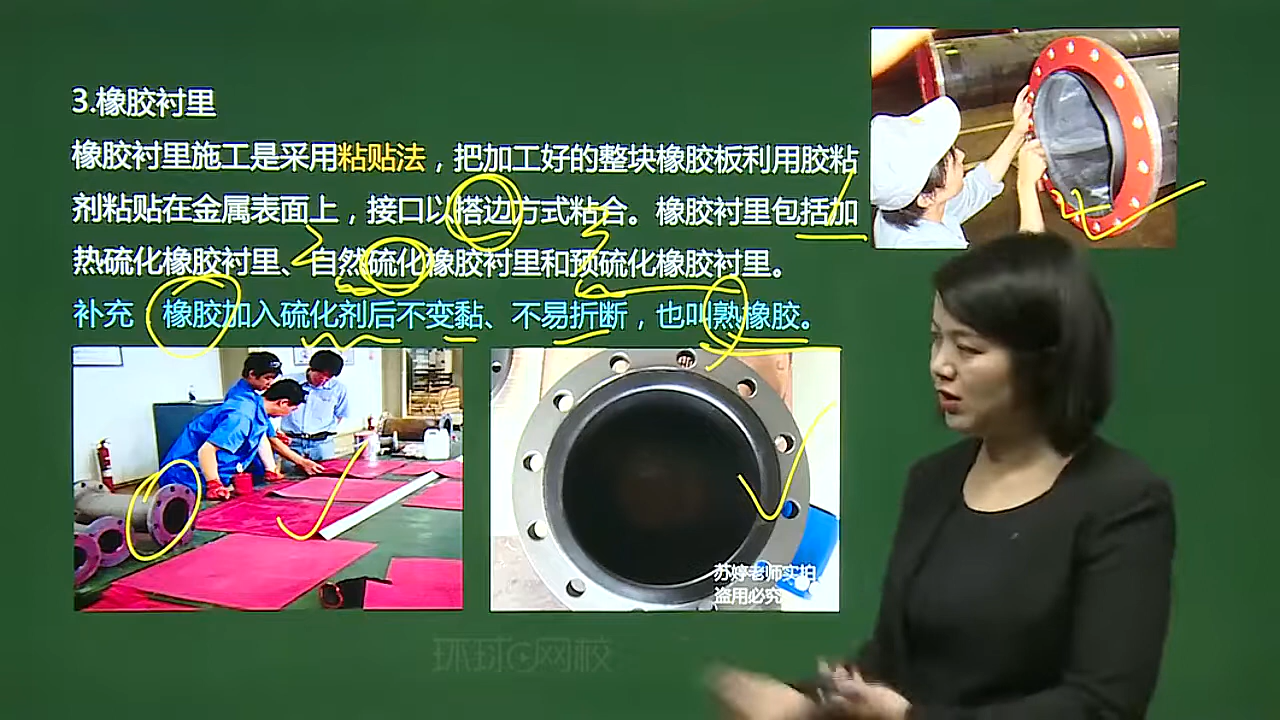 3.橡胶衬里
橡胶衬里施工是采用粘贴法，把加工好的整块橡胶板利用胶粘
剂粘贴在金属表面上，接口以搭边方式粘合。橡胶衬里包括加
热硫化橡胶衬里、自然硫化橡胶衬里和预硫化橡胶衬里。
补充：橡胶加入硫化剂后不变黏、不易折断，也叫熟橡胶。
苏婷老师实拍
盗用必究
环球网校